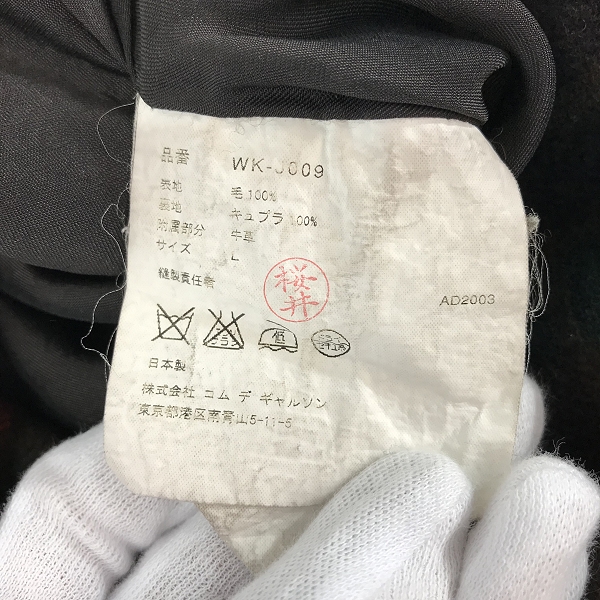 品番 WK-J009
表地 毛 100%
裏地 キュプラ 100%
附属部分 牛革
サイズ L
縫製責任者
桜井
AD2003
低
日本製
株式会社 コム デ ギャルソン
東京都港区南青山5-11-5